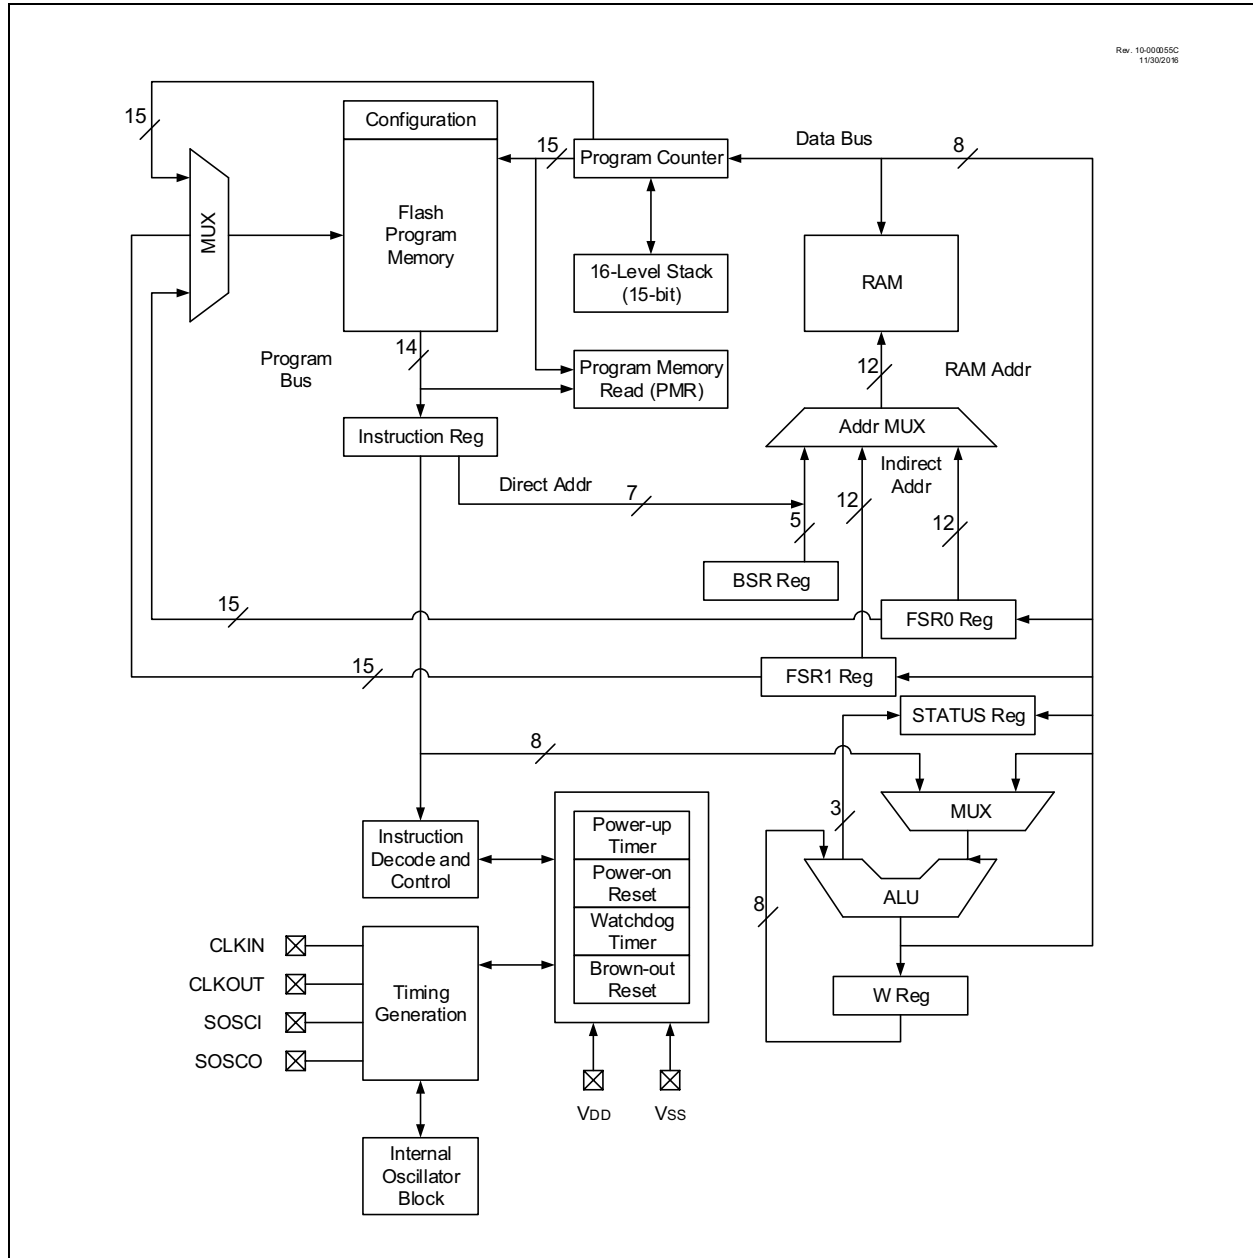 Rev. 10-000055C
11/30/2016
15
Configuration
15
Program Counter
Data Bus
8
MUX
Flash
Program
Memory
16-Level Stack
(15-bit)
RAM
Program
Bus
14
Program Memory
Read (PMR)
12
RAM Addr
Instruction Reg
Addr MUX
Direct Addr
7
Indirect
Addr
5
12
12
BSR Reg
15
FSR0 Reg
15
FSR1 Reg
STATUS Reg
8
3
MUX
Instruction
Decode and
Control
Power-up
Timer
Power-on
Reset
Watchdog
Timer
Brown-out
Reset
ALU
8
W Reg
CLKIN
CLKOUT
SOSCI
SOSCO
Timing
Generation
VDD
VSS
Internal
Oscillator
Block